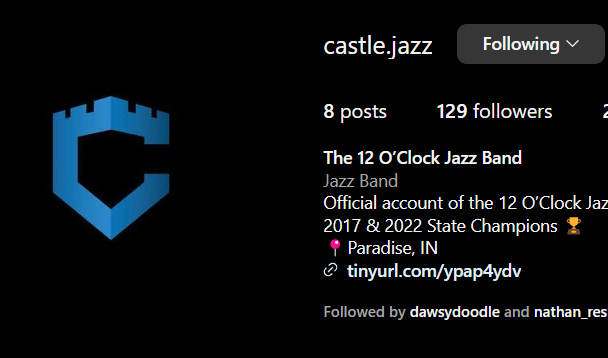 castle.jazz Following
8 posts 129 followers 2
The 12 O’Clock Jazz Band
Jazz Band
Official account of the 12 O’Clock Jaz
2017 & 2022 State Champions 🏆
📍 Paradise, IN
tinyurl.com/ypap4ydv
Followed by dawsydoodle and nathan_res